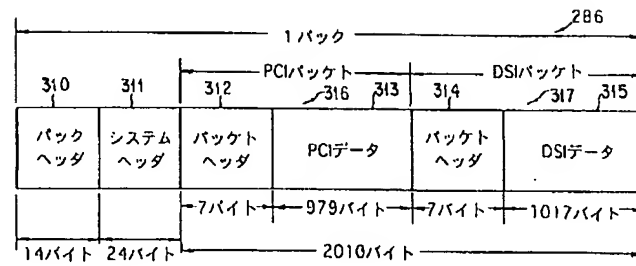 286
1パック
PCIパケット DSIパケット
310 311 312 316 313 314 317 315
パック
ヘッダ
システム
ヘッダ
パケット
ヘッダ
PCIデータ
パケット
ヘッダ
DSIデータ
7バイト 979バイト 7バイト 1017バイト
14バイト 24バイト 2010バイト